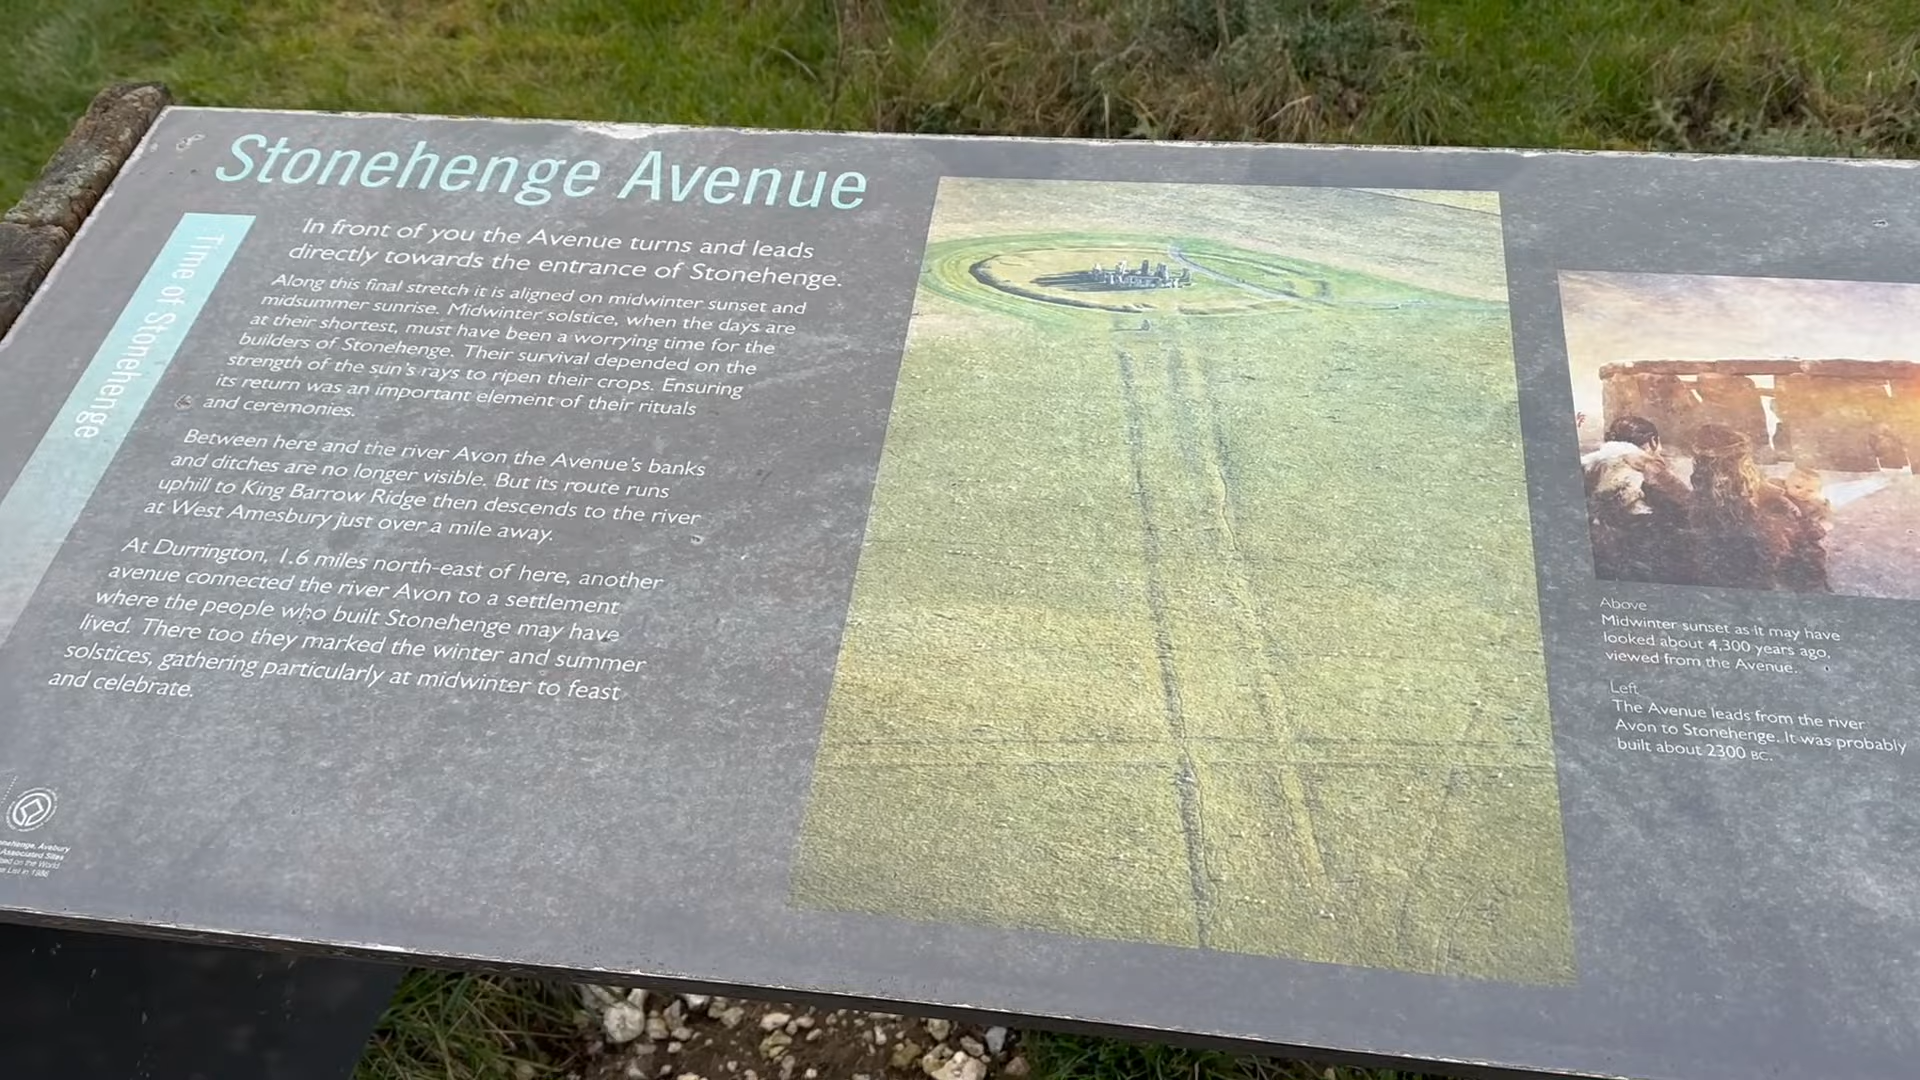 Stonehenge Avenue
Time of Stonehenge
In front of you the Avenue turns and leads
directly towards the entrance of Stonehenge.
Along this final stretch it is aligned on midwinter sunset and
midsummer sunrise. Midwinter solstice, when the days are
at their shortest, must have been a worrying time for the
builders of Stonehenge. Their survival depended on the
strength of the sun's rays to ripen their crops. Ensuring
its return was an important element of their rituals
and ceremonies.
Between here and the river Avon the Avenue's banks
and ditches are no longer visible. But its route runs
uphill to King Barrow Ridge then descends to the river
at West Amesbury just over a mile away.
At Durrington, 1.6 miles north-east of here, another
avenue connected the river Avon to a settlement
where the people who built Stonehenge may have
lived. There too they marked the winter and summer
solstices, gathering particularly at midwinter to feast
and celebrate.
Above
Midwinter sunset as it may have
looked about 4,300 years ago,
viewed from the Avenue.
Left
The Avenue leads from the river
Avon to Stonehenge. It was probably
built about 2300 BC.
Avebury
Associated Sites
on the World
List in 1986